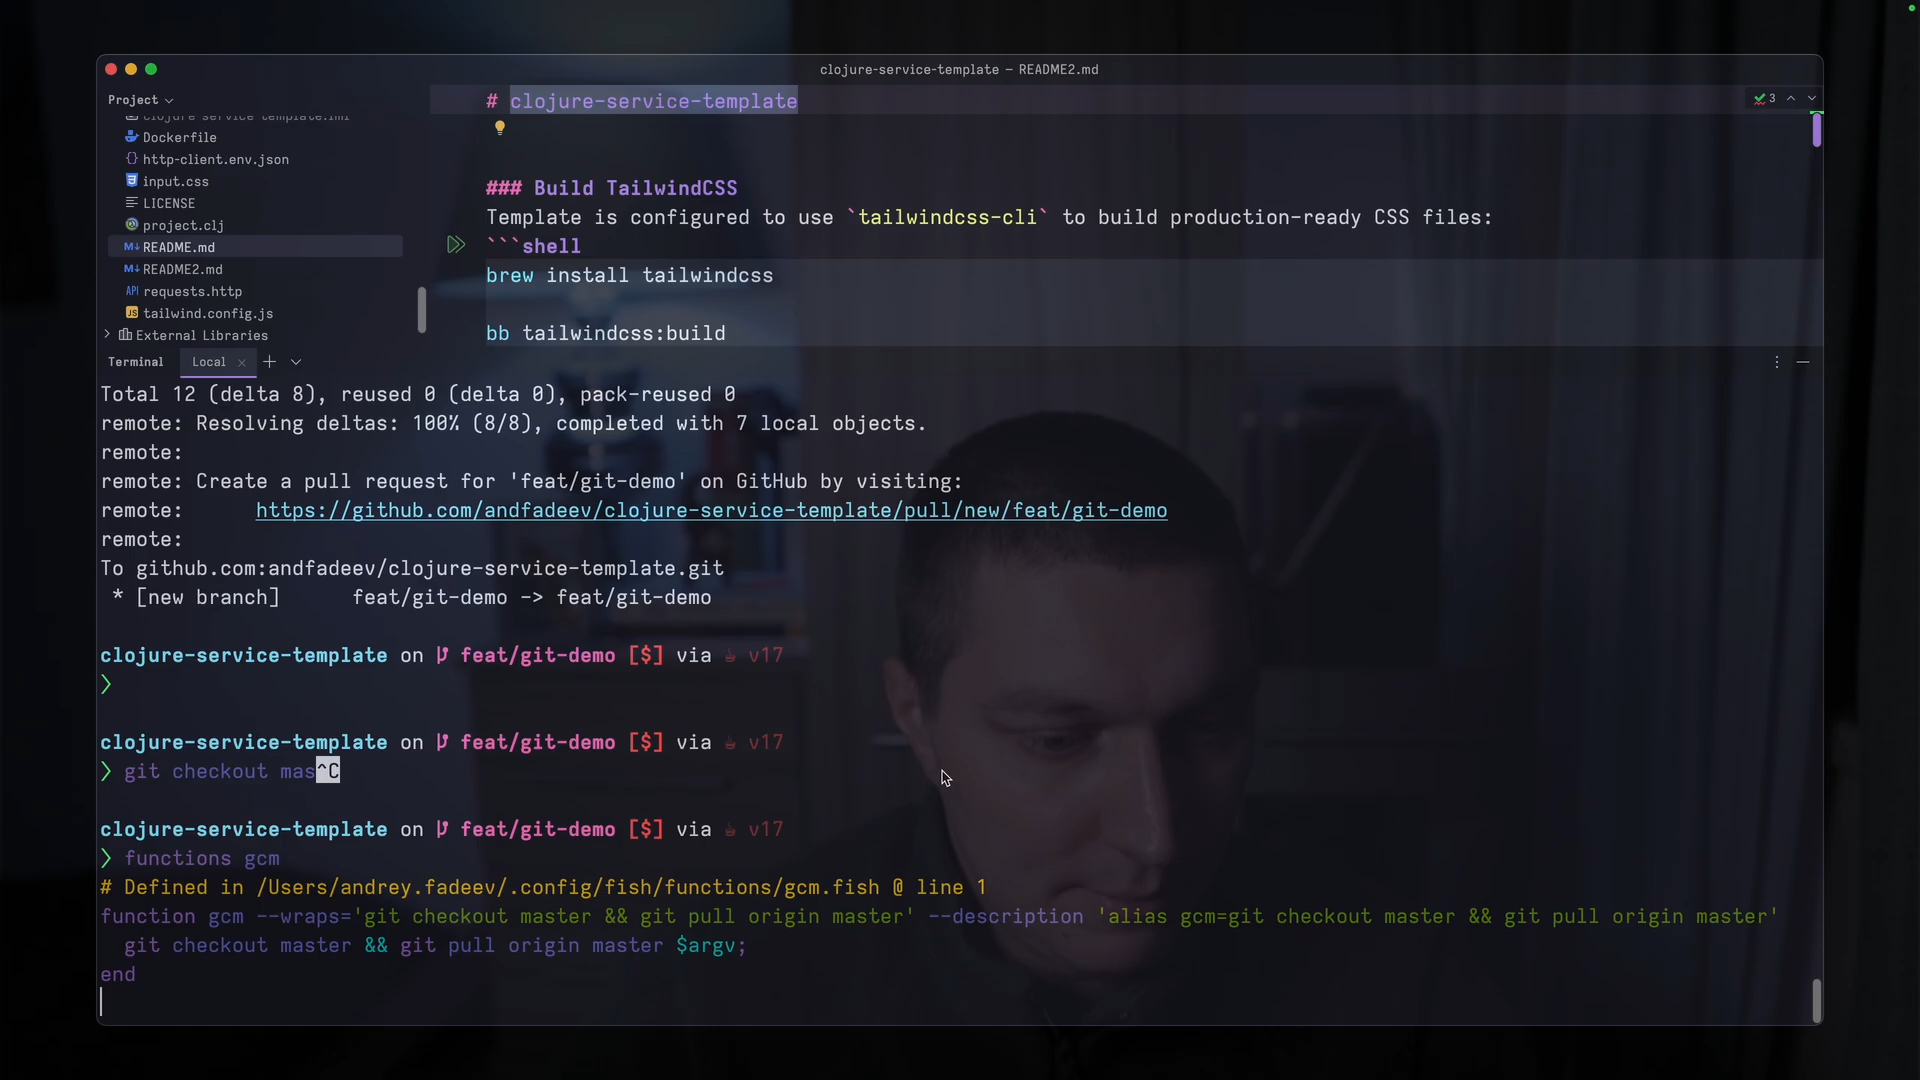 clojure-service-template – README2.md
Project
clojure-service-template.iml
Dockerfile
http-client.env.json
input.css
LICENSE
project.clj
README.md
README2.md
requests.http
tailwind.config.js
External Libraries
# clojure-service-template
3
### Build TailwindCSS
Template is configured to use `tailwindcss-cli` to build production-ready CSS files:
```shell
brew install tailwindcss
bb tailwindcss:build
Terminal
Local
Total 12 (delta 8), reused 0 (delta 0), pack-reused 0
remote: Resolving deltas: 100% (8/8), completed with 7 local objects.
remote:
remote: Create a pull request for 'feat/git-demo' on GitHub by visiting:
remote:      https://github.com/andfadeev/clojure-service-template/pull/new/feat/git-demo
remote:
To github.com:andfadeev/clojure-service-template.git
 * [new branch]      feat/git-demo -> feat/git-demo
clojure-service-template on feat/git-demo [$] via ☕ v17
❯
clojure-service-template on feat/git-demo [$] via ☕ v17
❯ git checkout mas^C
clojure-service-template on feat/git-demo [$] via ☕ v17
❯ functions gcm
# Defined in /Users/andrey.fadeev/.config/fish/functions/gcm.fish @ line 1
function gcm --wraps='git checkout master && git pull origin master' --description 'alias gcm=git checkout master && git pull origin master'
  git checkout master && git pull origin master $argv;
end